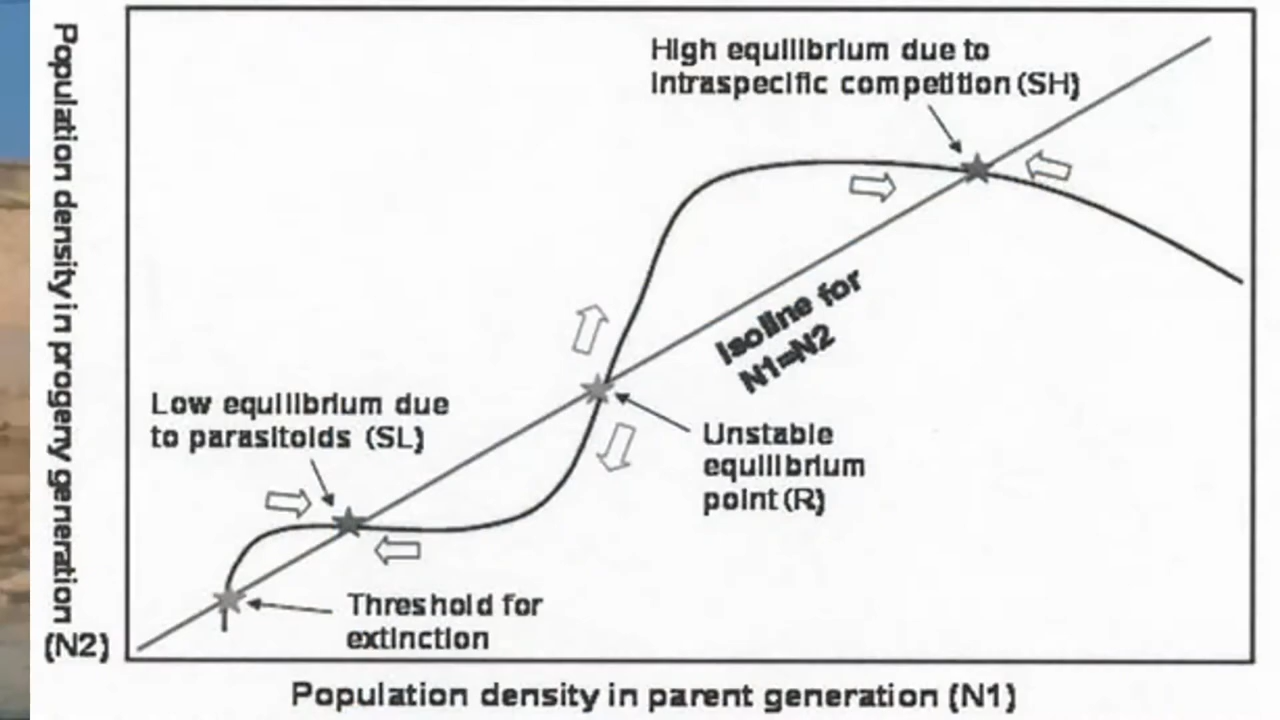 Population density in progeny generation
(N2)
High equilibrium due to
intraspecific competition (SH)
Isoline for
N1=N2
Low equilibrium due
to parasitoids (SL)
Unstable
equilibrium
point (R)
Threshold for
extinction
Population density in parent generation (N1)